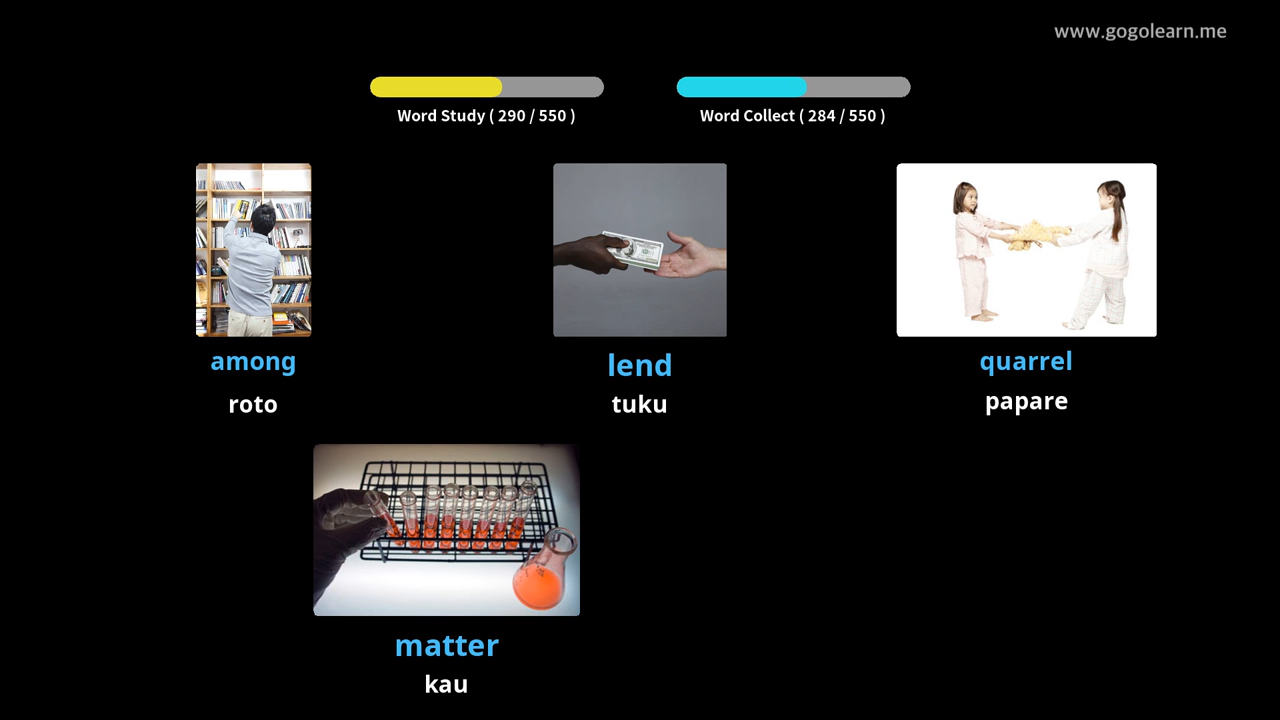 www.gogolearn.me
Word Study ( 290 / 550 )
Word Collect ( 284 / 550 )
among
lend
quarrel
roto
tuku
papare
matter
kau